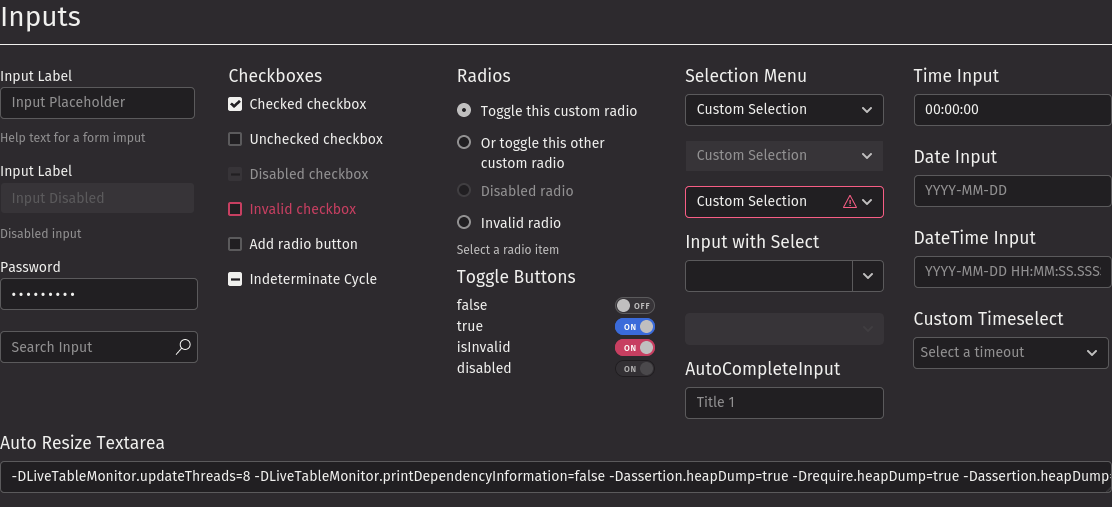 Inputs
Input Label
Input Placeholder
Help text for a form imput
Input Label
Input Disabled
Disabled input
Password
•••••••••
Search Input
Checkboxes
Checked checkbox
Unchecked checkbox
Disabled checkbox
Invalid checkbox
Add radio button
Indeterminate Cycle
Radios
Toggle this custom radio
Or toggle this other
custom radio
Disabled radio
Invalid radio
Select a radio item
Toggle Buttons
false OFF
true ON
isInvalid ON
disabled ON
Selection Menu
Custom Selection
Custom Selection
Custom Selection
Input with Select
AutoCompleteInput
Title 1
Time Input
00:00:00
Date Input
YYYY-MM-DD
DateTime Input
YYYY-MM-DD HH:MM:SS.SSS
Custom Timeselect
Select a timeout
Auto Resize Textarea
-DLiveTableMonitor.updateThreads=8 -DLiveTableMonitor.printDependencyInformation=false -Dassertion.heapDump=true -Drequire.heapDump=true -Dassertion.heapDump=